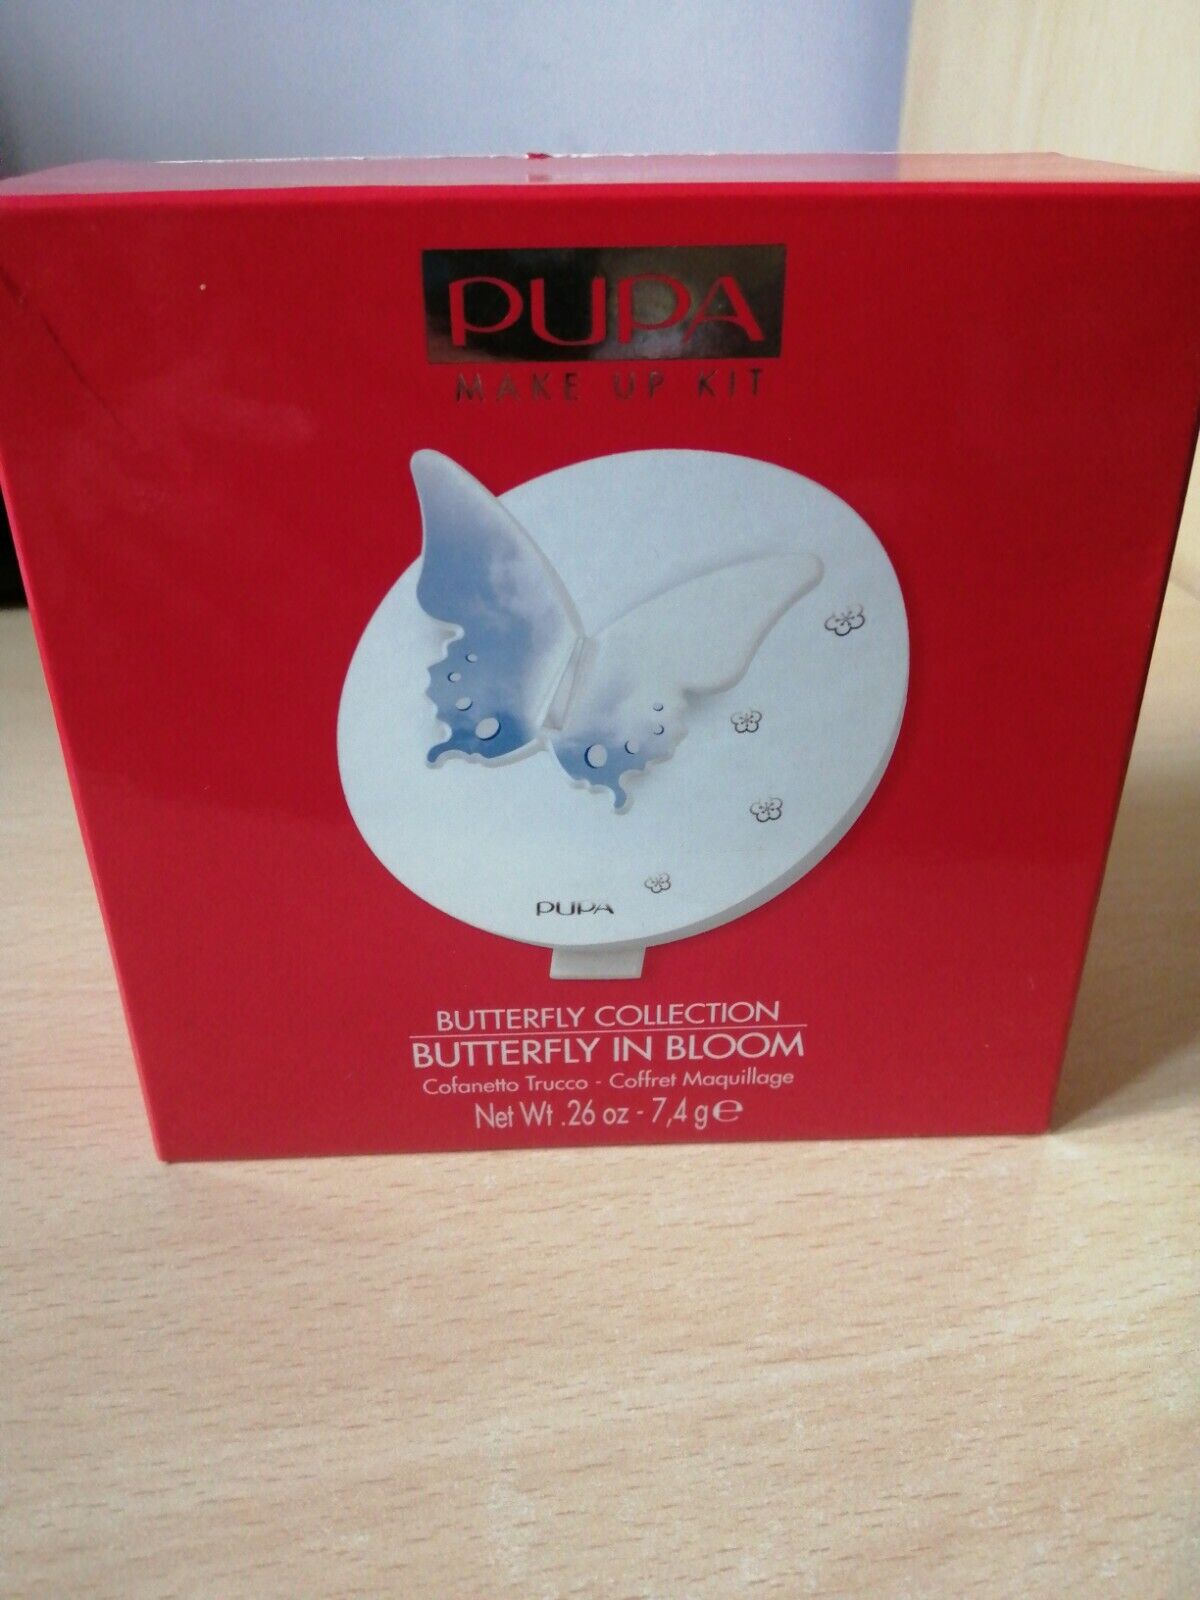 PUPA
MAKE UP KIT
PUPA
BUTTERFLY COLLECTION
BUTTERFLY IN BLOOM
Cofanetto Trucco - Coffret Maquillage
Net Wt .26 oz - 7,4 g ℮